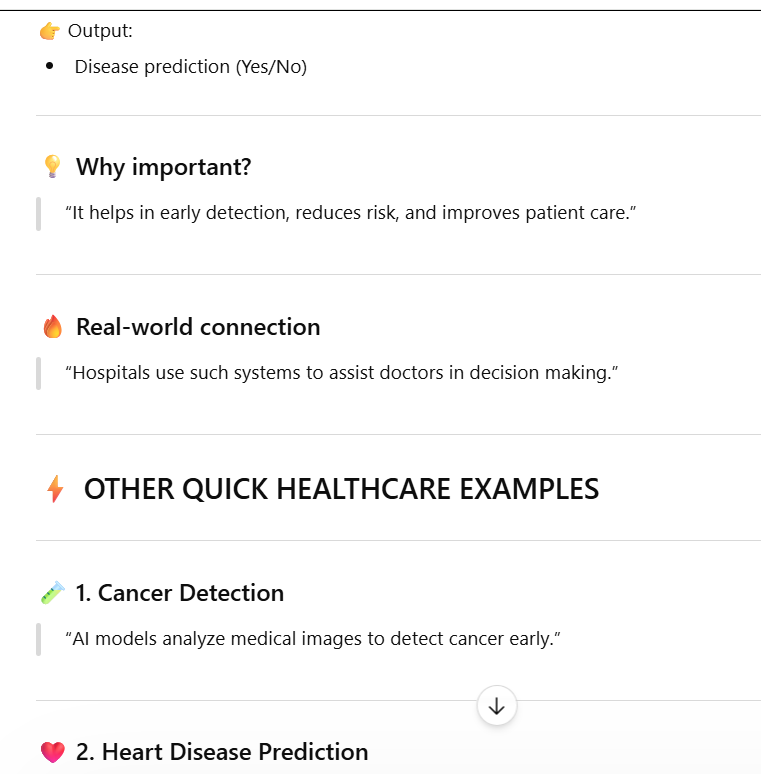 👉 Output:
• Disease prediction (Yes/No)
💡 Why important?
“It helps in early detection, reduces risk, and improves patient care.”
🔥 Real-world connection
“Hospitals use such systems to assist doctors in decision making.”
⚡ OTHER QUICK HEALTHCARE EXAMPLES
🧪 1. Cancer Detection
“AI models analyze medical images to detect cancer early.”
❤️ 2. Heart Disease Prediction